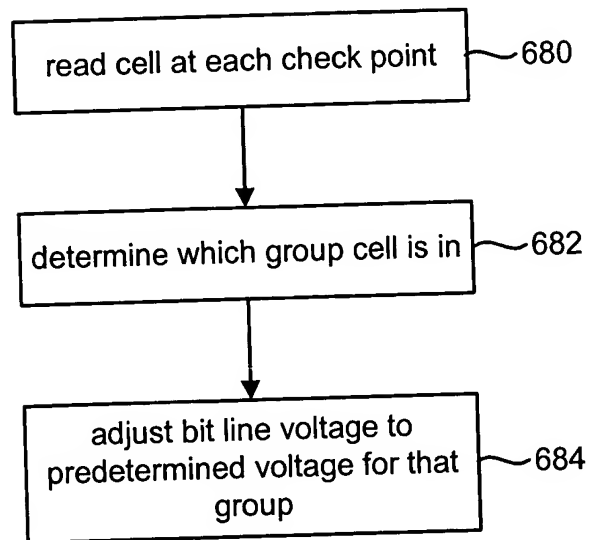 read cell at each check point
680
determine which group cell is in
682
adjust bit line voltage to
predetermined voltage for that
group
684